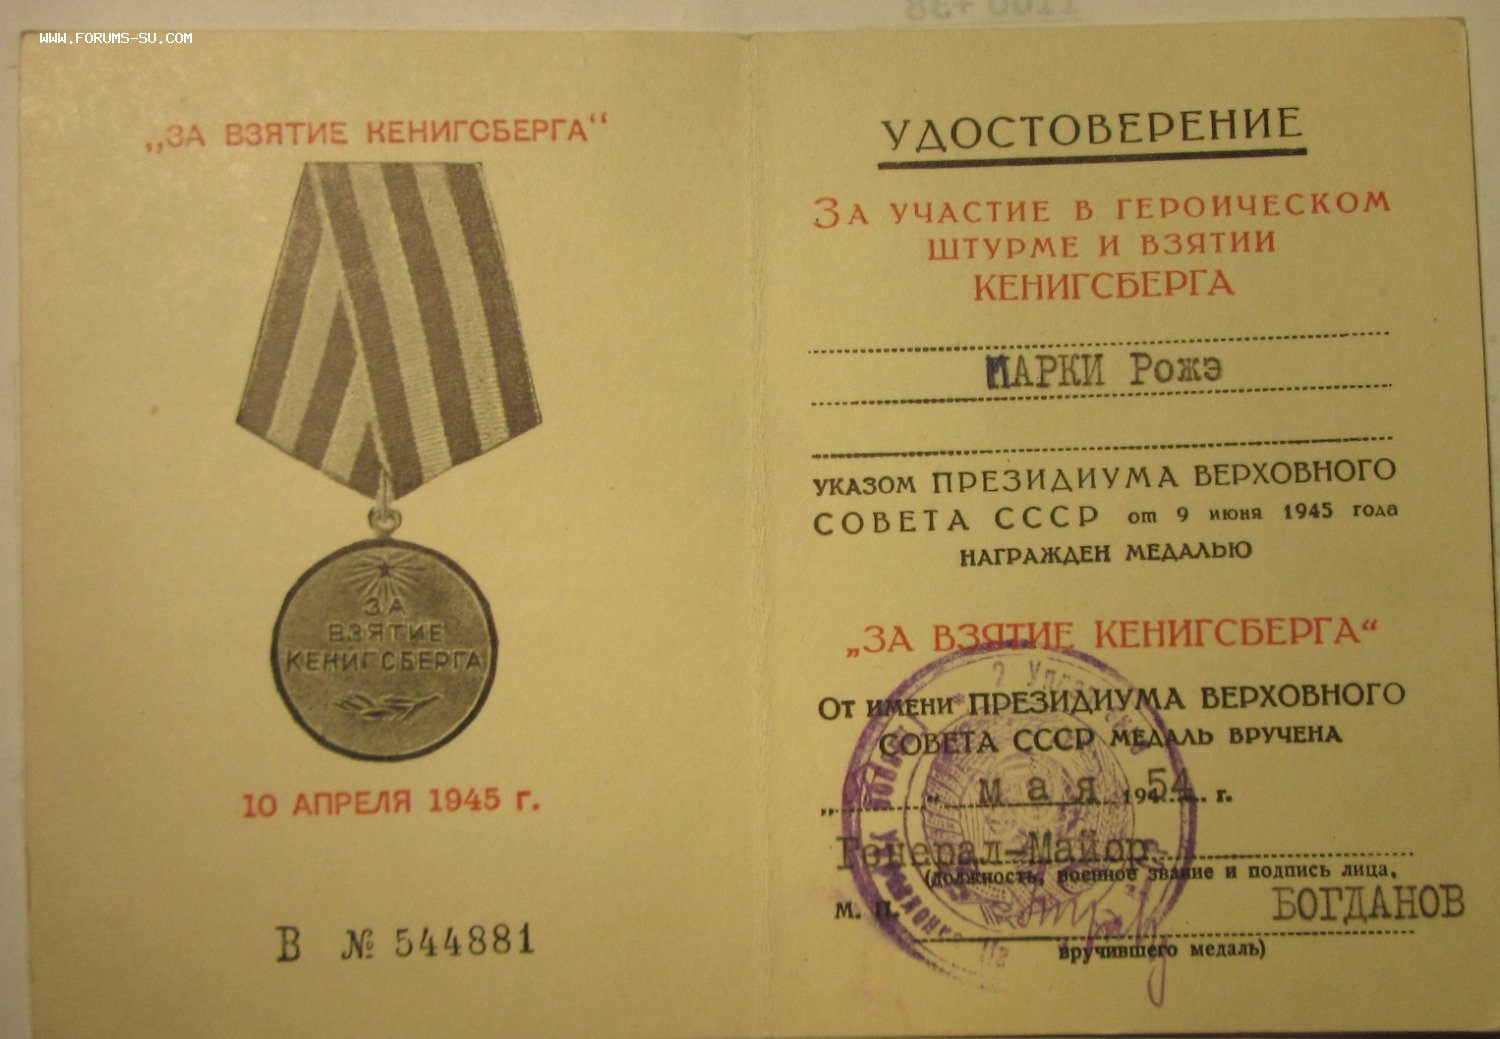 WWW.FORUMS-SU.COM
„ЗА ВЗЯТИЕ КЕНИГСБЕРГА“
ЗА
ВЗЯТИЕ
КЕНИГСБЕРГА
10 АПРЕЛЯ 1945 г.
В № 544881
УДОСТОВЕРЕНИЕ
ЗА УЧАСТИЕ В ГЕРОИЧЕСКОМ
ШТУРМЕ И ВЗЯТИИ
КЕНИГСБЕРГА
МАРКИ Рожэ
УКАЗОМ ПРЕЗИДИУМА ВЕРХОВНОГО
СОВЕТА СССР от 9 июня 1945 года
НАГРАЖДЕН МЕДАЛЬЮ
„ЗА ВЗЯТИЕ КЕНИГСБЕРГА“
ОТ ИМЕНИ ПРЕЗИДИУМА ВЕРХОВНОГО
СОВЕТА СССР МЕДАЛЬ ВРУЧЕНА
„ “ мая 194 54 г.
Генерал-Майор
(должность, военное звание и подпись лица,
М. П. БОГДАНОВ
вручившего медаль)